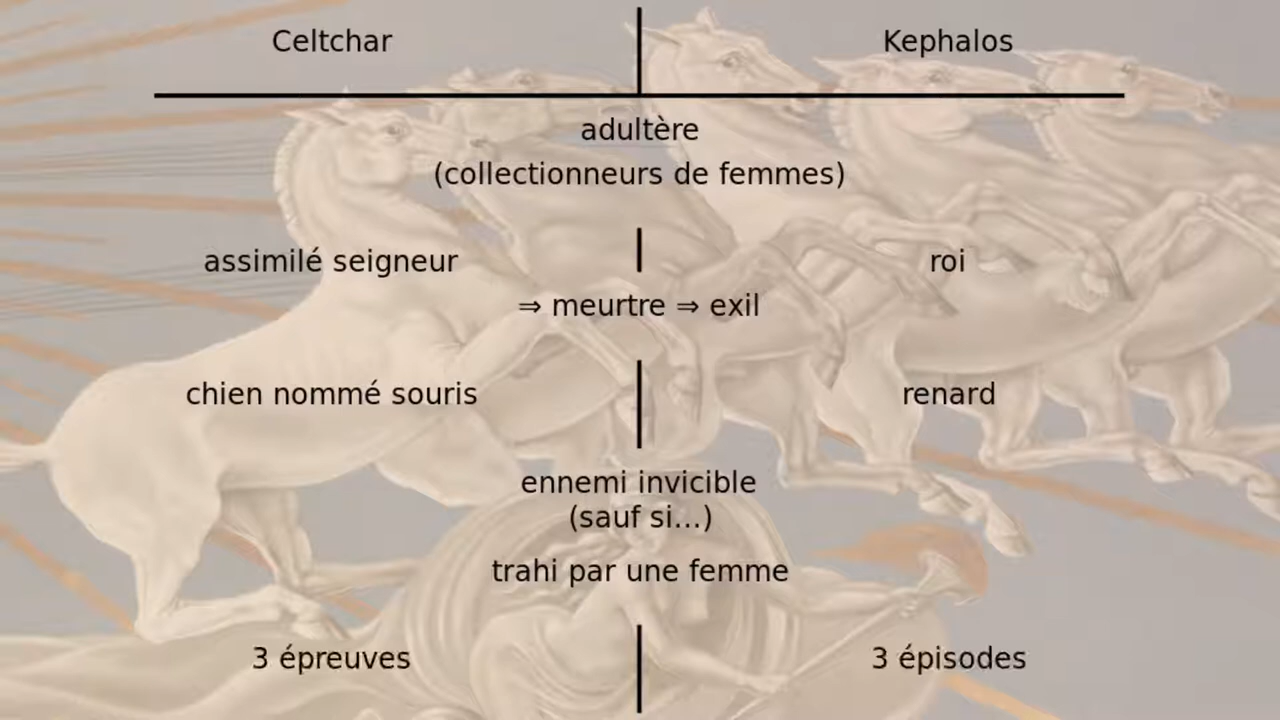 Celtchar
Kephalos
adultère
(collectionneurs de femmes)
assimilé seigneur
roi
⇒ meurtre ⇒ exil
chien nommé souris
renard
ennemi invicible
(sauf si...)
trahi par une femme
3 épreuves
3 épisodes